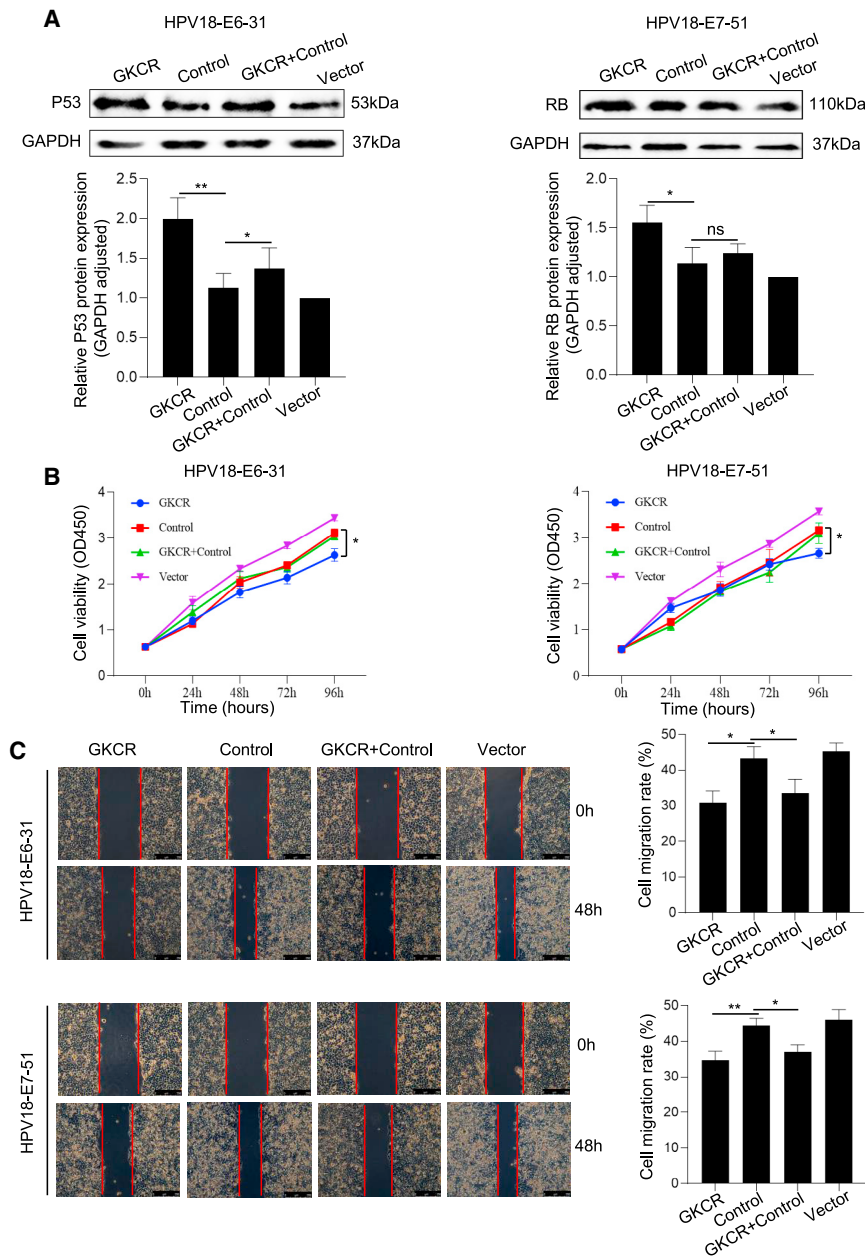 A
HPV18-E6-31
GKCR Control GKCR+Control Vector
P53 53kDa
GAPDH 37kDa
Relative P53 protein expression
(GAPDH adjusted)
2.5
2.0
1.5
1.0
0.5
0.0
** *
GKCR Control GKCR+Control Vector
HPV18-E7-51
GKCR Control GKCR+Control Vector
RB 110kDa
GAPDH 37kDa
Relative RB protein expression
(GAPDH adjusted)
2.0
1.5
1.0
0.5
0.0
* ns
GKCR Control GKCR+Control Vector
B
HPV18-E6-31
Cell viability (OD450)
4
3
2
1
0
GKCR
Control
GKCR+Control
Vector
*
0h 24h 48h 72h 96h
Time (hours)
HPV18-E7-51
Cell viability (OD450)
4
3
2
1
0
GKCR
Control
GKCR+Control
Vector
*
0h 24h 48h 72h 96h
Time (hours)
C
GKCR Control GKCR+Control Vector
HPV18-E6-31
0h
48h
Cell migration rate (%)
50
40
30
20
10
0
* *
GKCR Control GKCR+Control Vector
HPV18-E7-51
0h
48h
Cell migration rate (%)
50
40
30
20
10
0
** *
GKCR Control GKCR+Control Vector